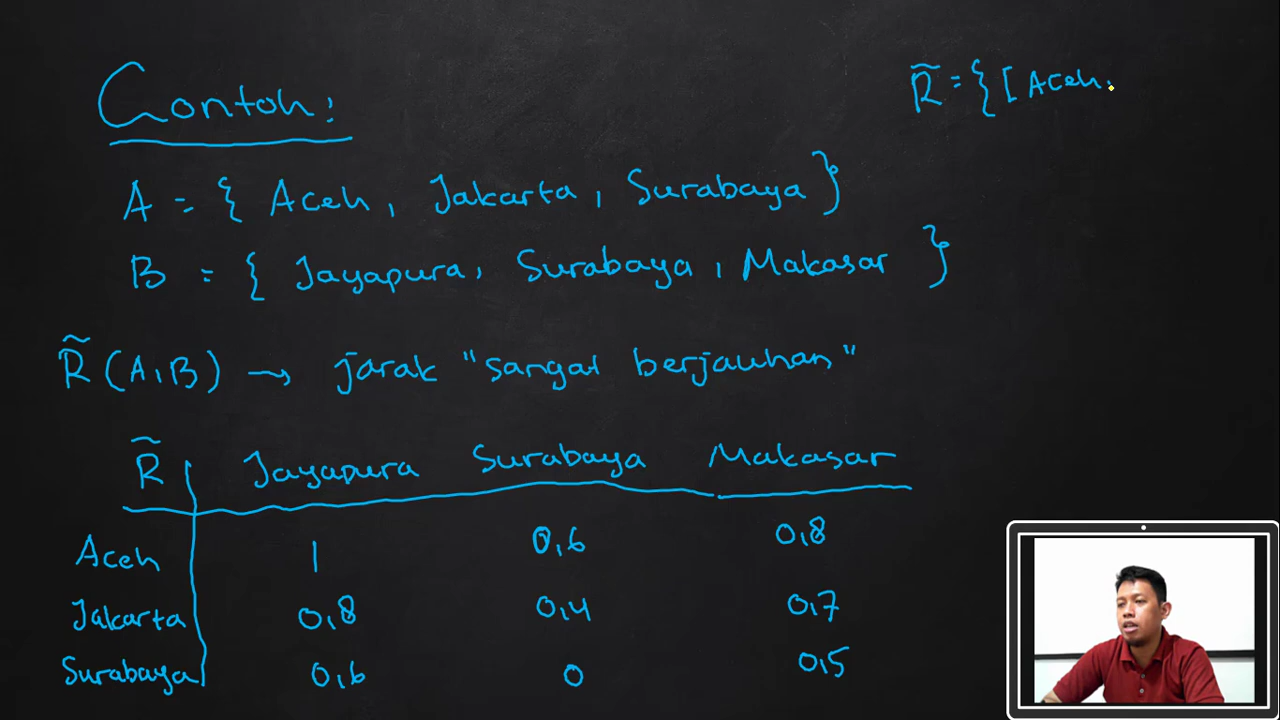 Contoh:
R̃ = { [ Aceh,
A = { Aceh, Jakarta, Surabaya }
B = { Jayapura, Surabaya, Makasar }
R̃ (A,B) → jarak "sangat berjauhan"
R̃ Jayapura Surabaya Makasar
Aceh 1 0,6 0,8
Jakarta 0,8 0,4 0,7
Surabaya 0,6 0 0,5